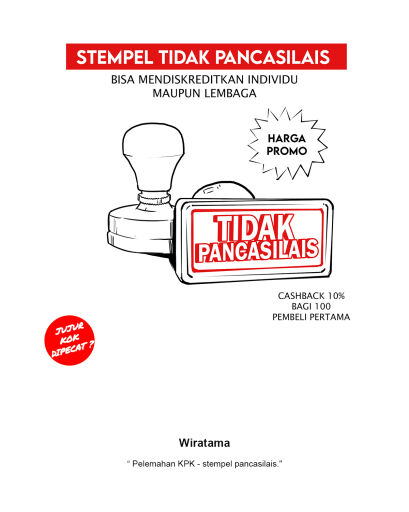 STEMPEL TIDAK PANCASILAIS
BISA MENDISKREDITKAN INDIVIDU
MAUPUN LEMBAGA
HARGA
PROMO
TIDAK
PANCASILAIS
CASHBACK 10%
BAGI 100
PEMBELI PERTAMA
JUJUR
KOK
DIPECAT ?
Wiratama
“ Pelemahan KPK - stempel pancasilais.”